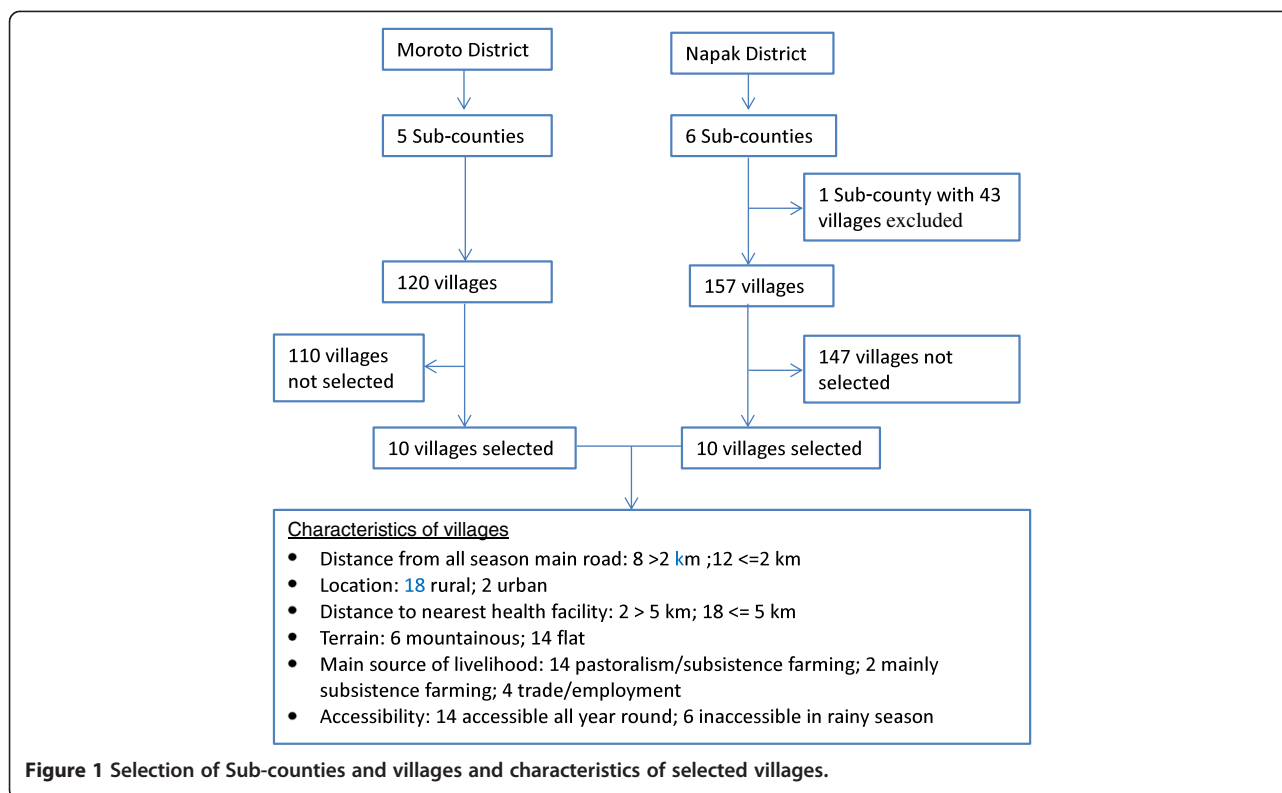 Moroto District
Napak District
5 Sub-counties
6 Sub-counties
1 Sub-county with 43
villages excluded
120 villages
157 villages
110 villages
not selected
147 villages not
selected
10 villages selected
10 villages selected
Characteristics of villages
• Distance from all season main road: 8 >2 km ;12 <=2 km
• Location: 18 rural; 2 urban
• Distance to nearest health facility: 2 > 5 km; 18 <= 5 km
• Terrain: 6 mountainous; 14 flat
• Main source of livelihood: 14 pastoralism/subsistence farming; 2 mainly
subsistence farming; 4 trade/employment
• Accessibility: 14 accessible all year round; 6 inaccessible in rainy season
Figure 1 Selection of Sub-counties and villages and characteristics of selected villages.